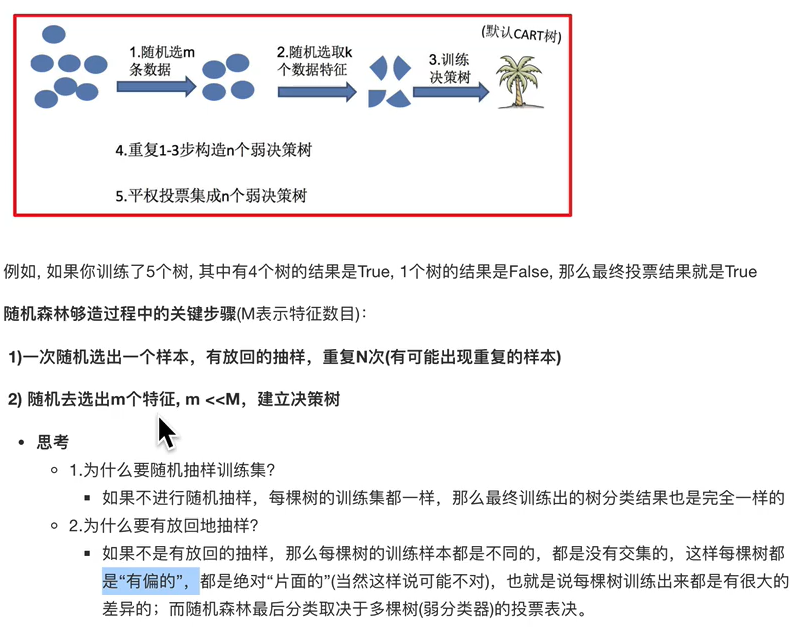 (默认CART树)
1.随机选m
条数据
2.随机选取k
个数据特征
3.训练
决策树
4.重复1-3步构造n个弱决策树
5.平权投票集成n个弱决策树
例如, 如果你训练了5个树, 其中有4个树的结果是True, 1个树的结果是False, 那么最终投票结果就是True
随机森林够造过程中的关键步骤(M表示特征数目)：
1)一次随机选出一个样本，有放回的抽样，重复N次(有可能出现重复的样本)
2) 随机去选出m个特征, m <<M，建立决策树
• 思考
○ 1.为什么要随机抽样训练集?
▪ 如果不进行随机抽样，每棵树的训练集都一样，那么最终训练出的树分类结果也是完全一样的
○ 2.为什么要有放回地抽样?
▪ 如果不是有放回的抽样，那么每棵树的训练样本都是不同的，都是没有交集的，这样每棵树都
是“有偏的”，都是绝对“片面的”(当然这样说可能不对)，也就是说每棵树训练出来都是有很大的
差异的；而随机森林最后分类取决于多棵树(弱分类器)的投票表决。